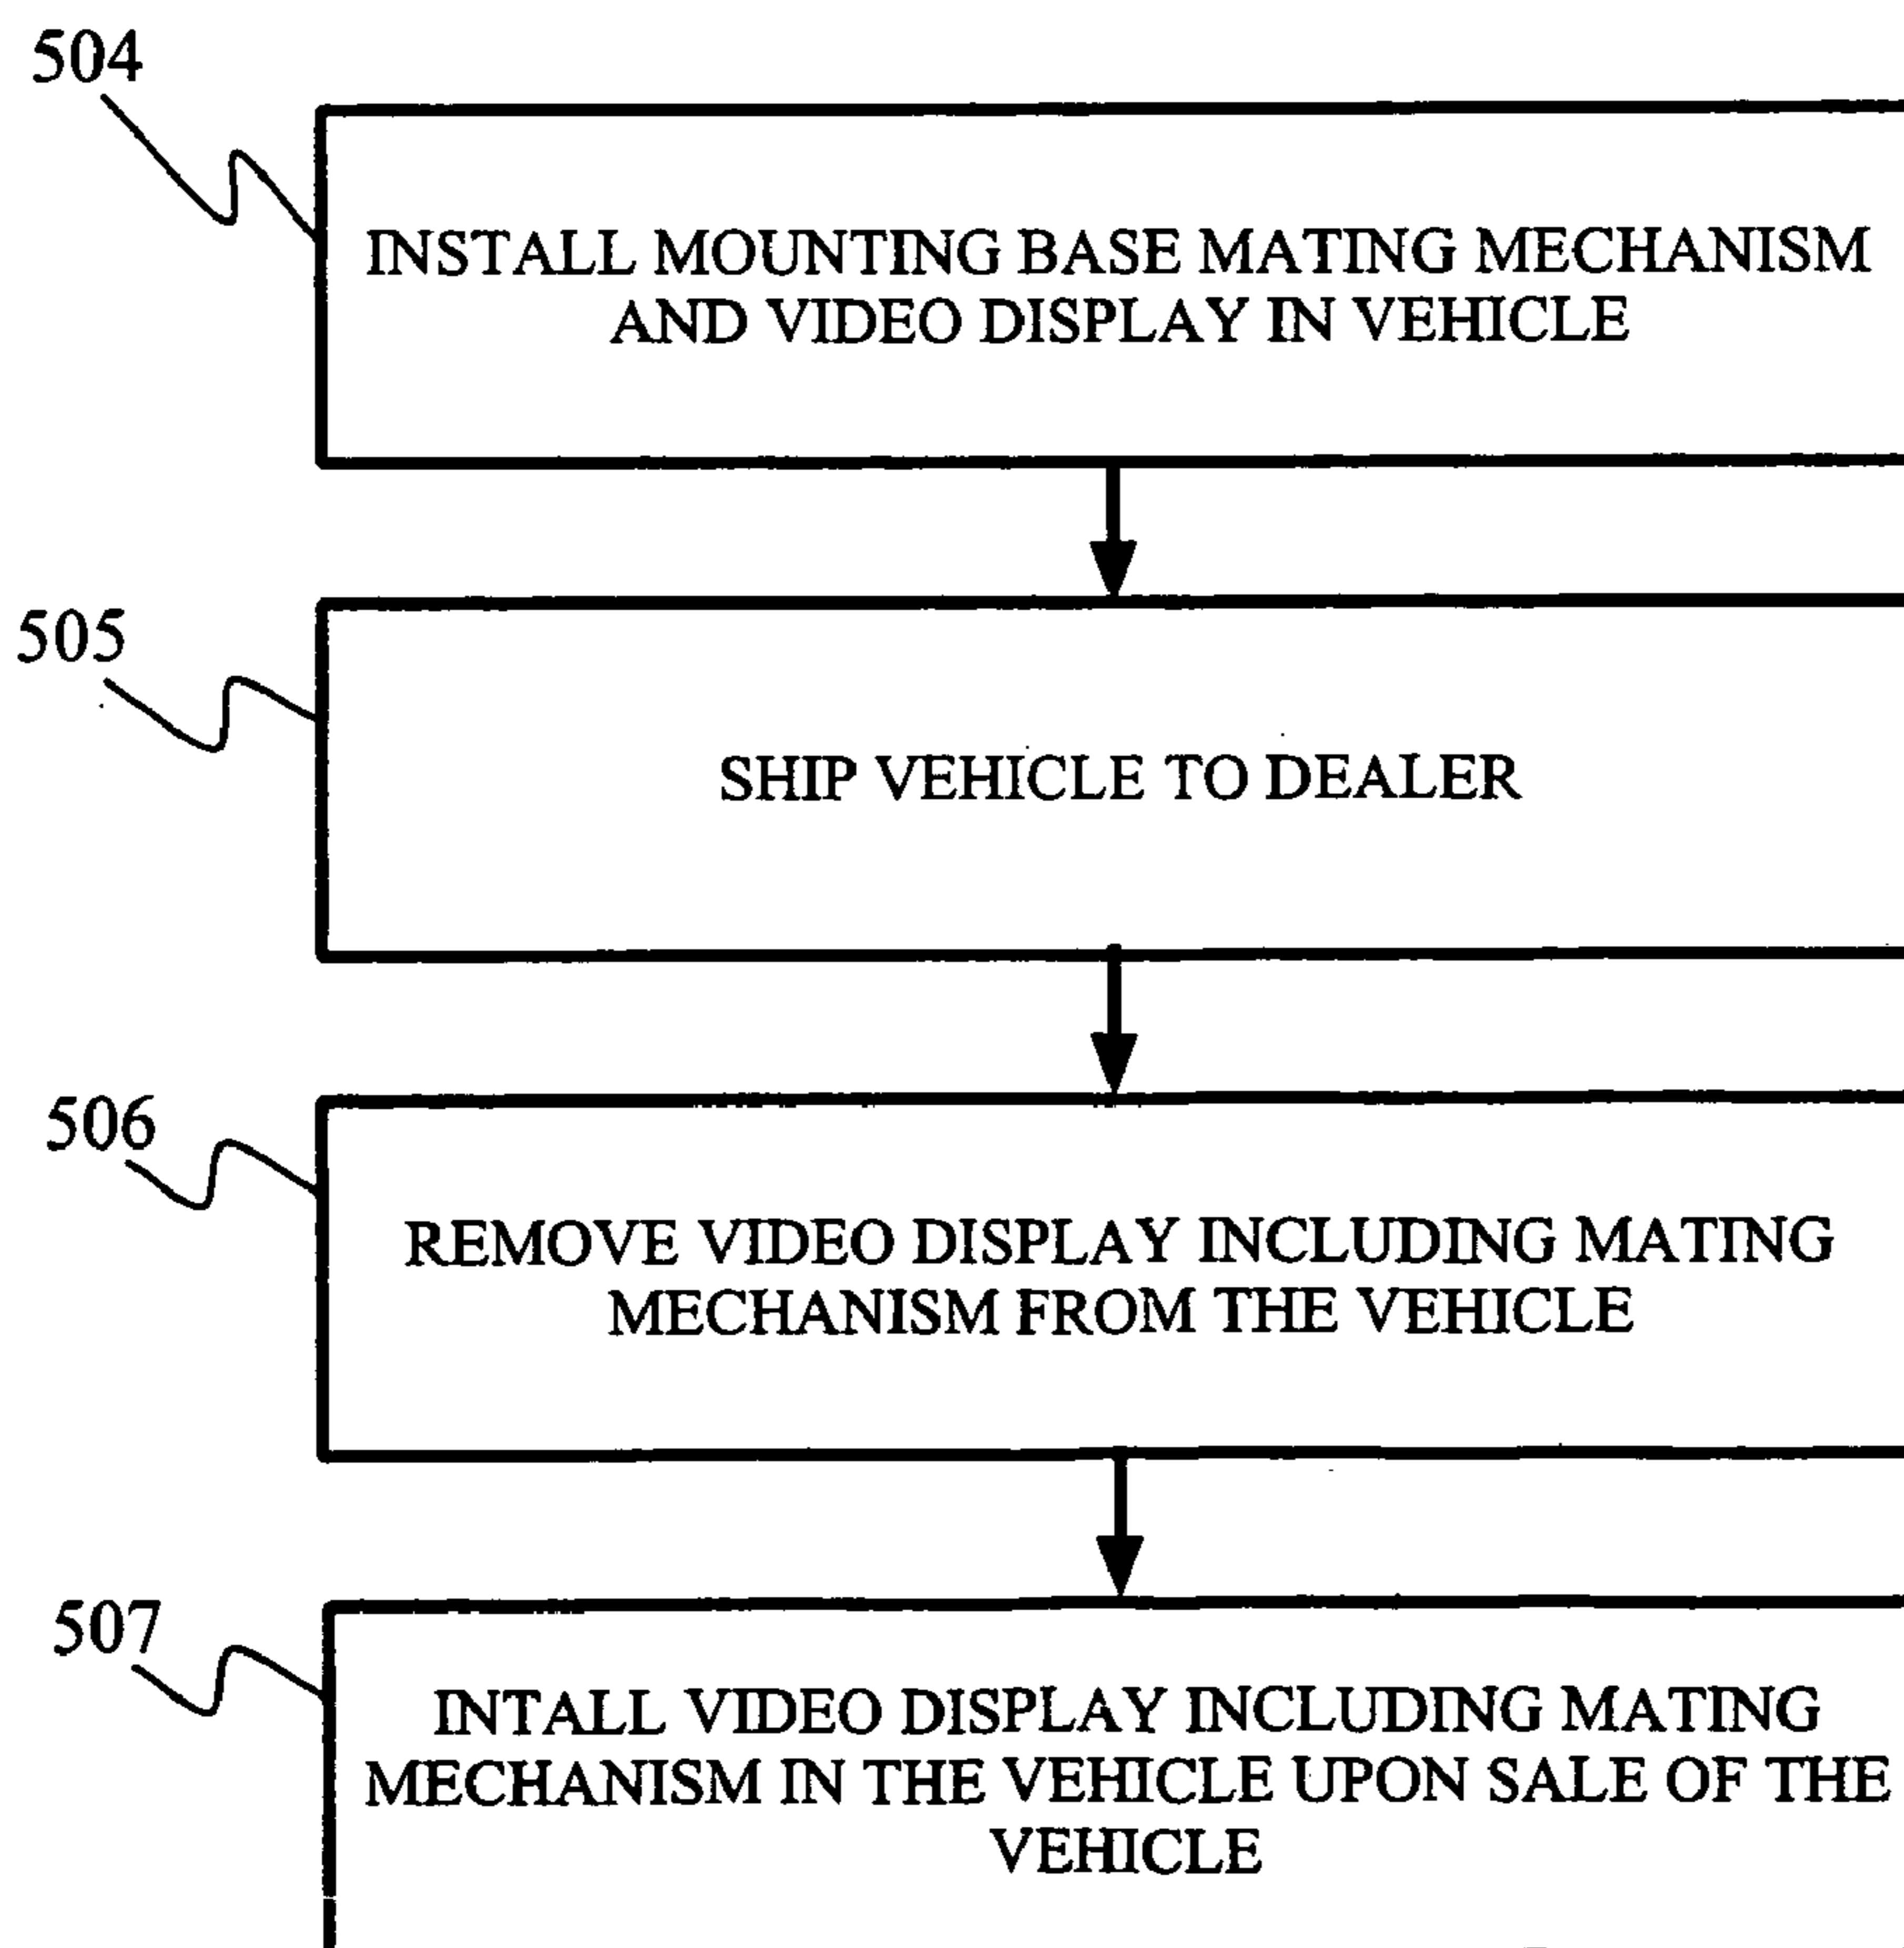 504
INSTALL MOUNTING BASE MATING MECHANISM
AND VIDEO DISPLAY IN VEHICLE
505
SHIP VEHICLE TO DEALER
506
REMOVE VIDEO DISPLAY INCLUDING MATING
MECHANISM FROM THE VEHICLE
507
INTALL VIDEO DISPLAY INCLUDING MATING
MECHANISM IN THE VEHICLE UPON SALE OF THE
VEHICLE